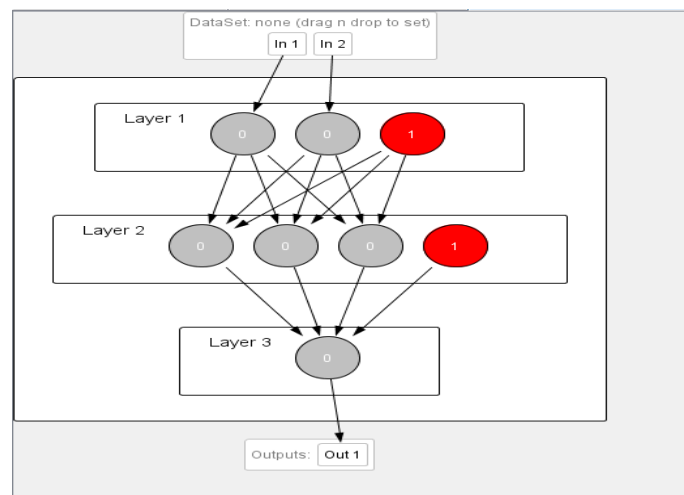 DataSet: none (drag n drop to set)
In 1 In 2
Layer 1 0 0 1
Layer 2 0 0 0 1
Layer 3 0
Outputs: Out 1